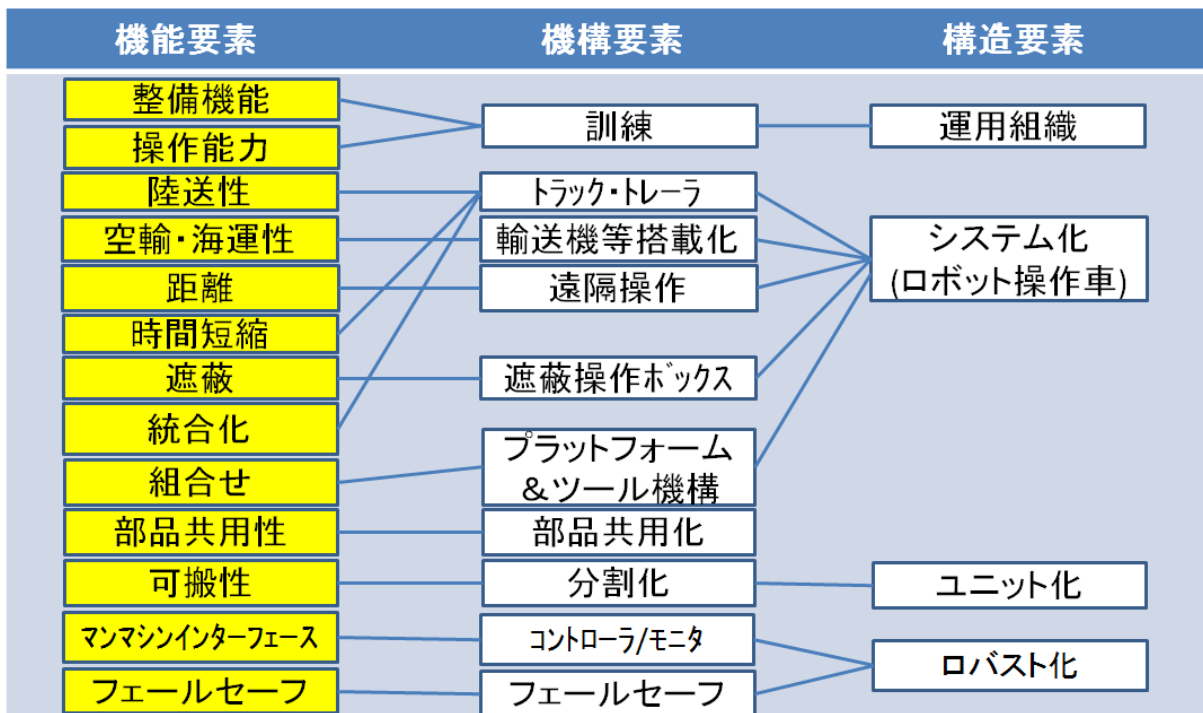 機能要素 機構要素 構造要素
整備機能
操作能力
訓練
運用組織
陸送性
トラック・トレーラ
空輸・海運性
輸送機等搭載化
システム化
(ロボット操作車)
距離
遠隔操作
時間短縮
遮蔽
遮蔽操作ボックス
統合化
組合せ
プラットフォーム
&ツール機構
部品共用性
部品共用化
可搬性
分割化
ユニット化
マンマシンインターフェース
コントローラ/モニタ
ロバスト化
フェールセーフ
フェールセーフ